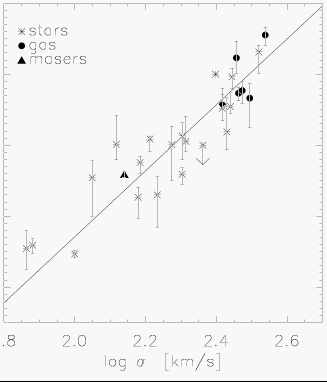 stars
gas
masers
.8 2.0 2.2 2.4 2.6
log σ [km/s]